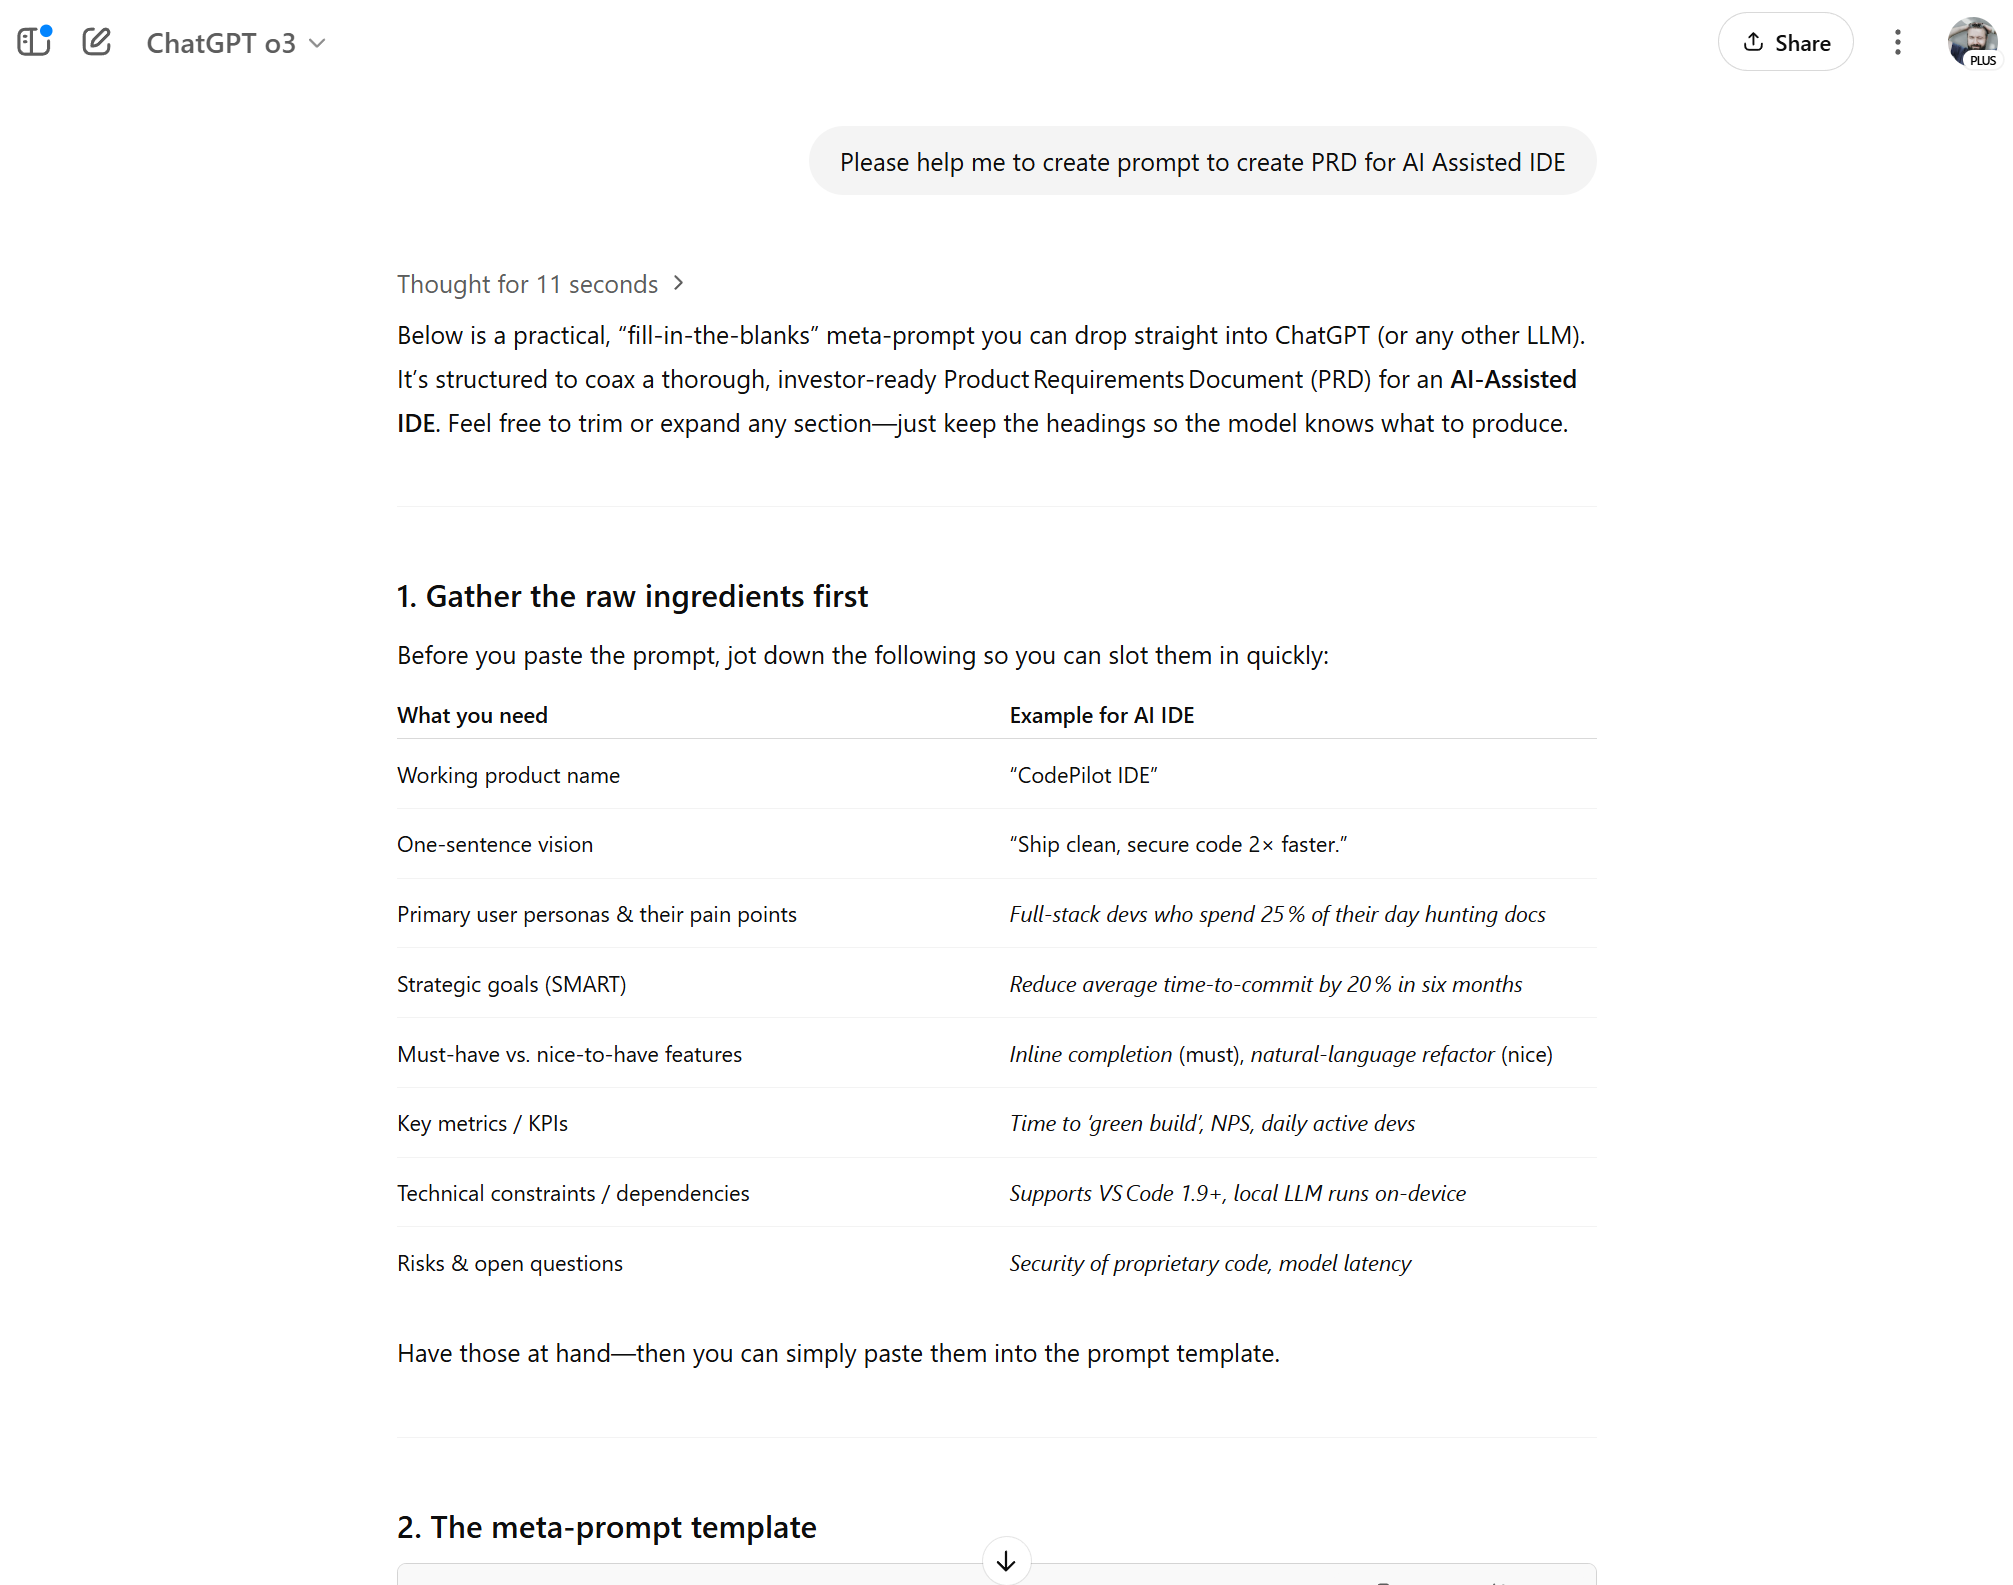 ChatGPT o3
Share
PLUS
Please help me to create prompt to create PRD for AI Assisted IDE
Thought for 11 seconds
Below is a practical, “fill-in-the-blanks” meta-prompt you can drop straight into ChatGPT (or any other LLM).
It’s structured to coax a thorough, investor-ready Product Requirements Document (PRD) for an AI-Assisted
IDE. Feel free to trim or expand any section—just keep the headings so the model knows what to produce.
1. Gather the raw ingredients first
Before you paste the prompt, jot down the following so you can slot them in quickly:
What you need Example for AI IDE
Working product name “CodePilot IDE”
One-sentence vision “Ship clean, secure code 2× faster.”
Primary user personas & their pain points Full-stack devs who spend 25 % of their day hunting docs
Strategic goals (SMART) Reduce average time-to-commit by 20 % in six months
Must-have vs. nice-to-have features Inline completion (must), natural-language refactor (nice)
Key metrics / KPIs Time to ‘green build’, NPS, daily active devs
Technical constraints / dependencies Supports VS Code 1.9+, local LLM runs on-device
Risks & open questions Security of proprietary code, model latency
Have those at hand—then you can simply paste them into the prompt template.
2. The meta-prompt template